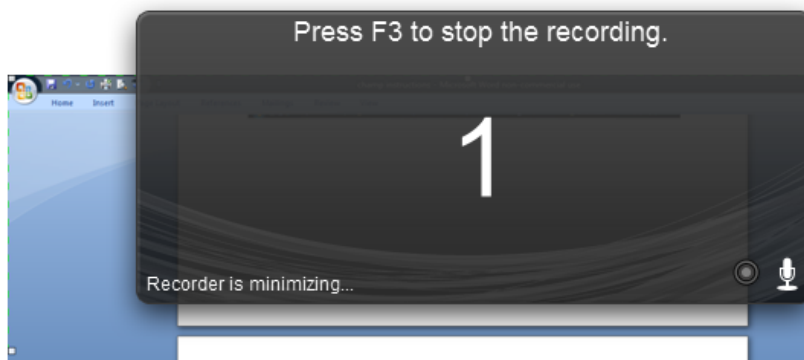 Press F3 to stop the recording.
Home Insert
1
Recorder is minimizing...